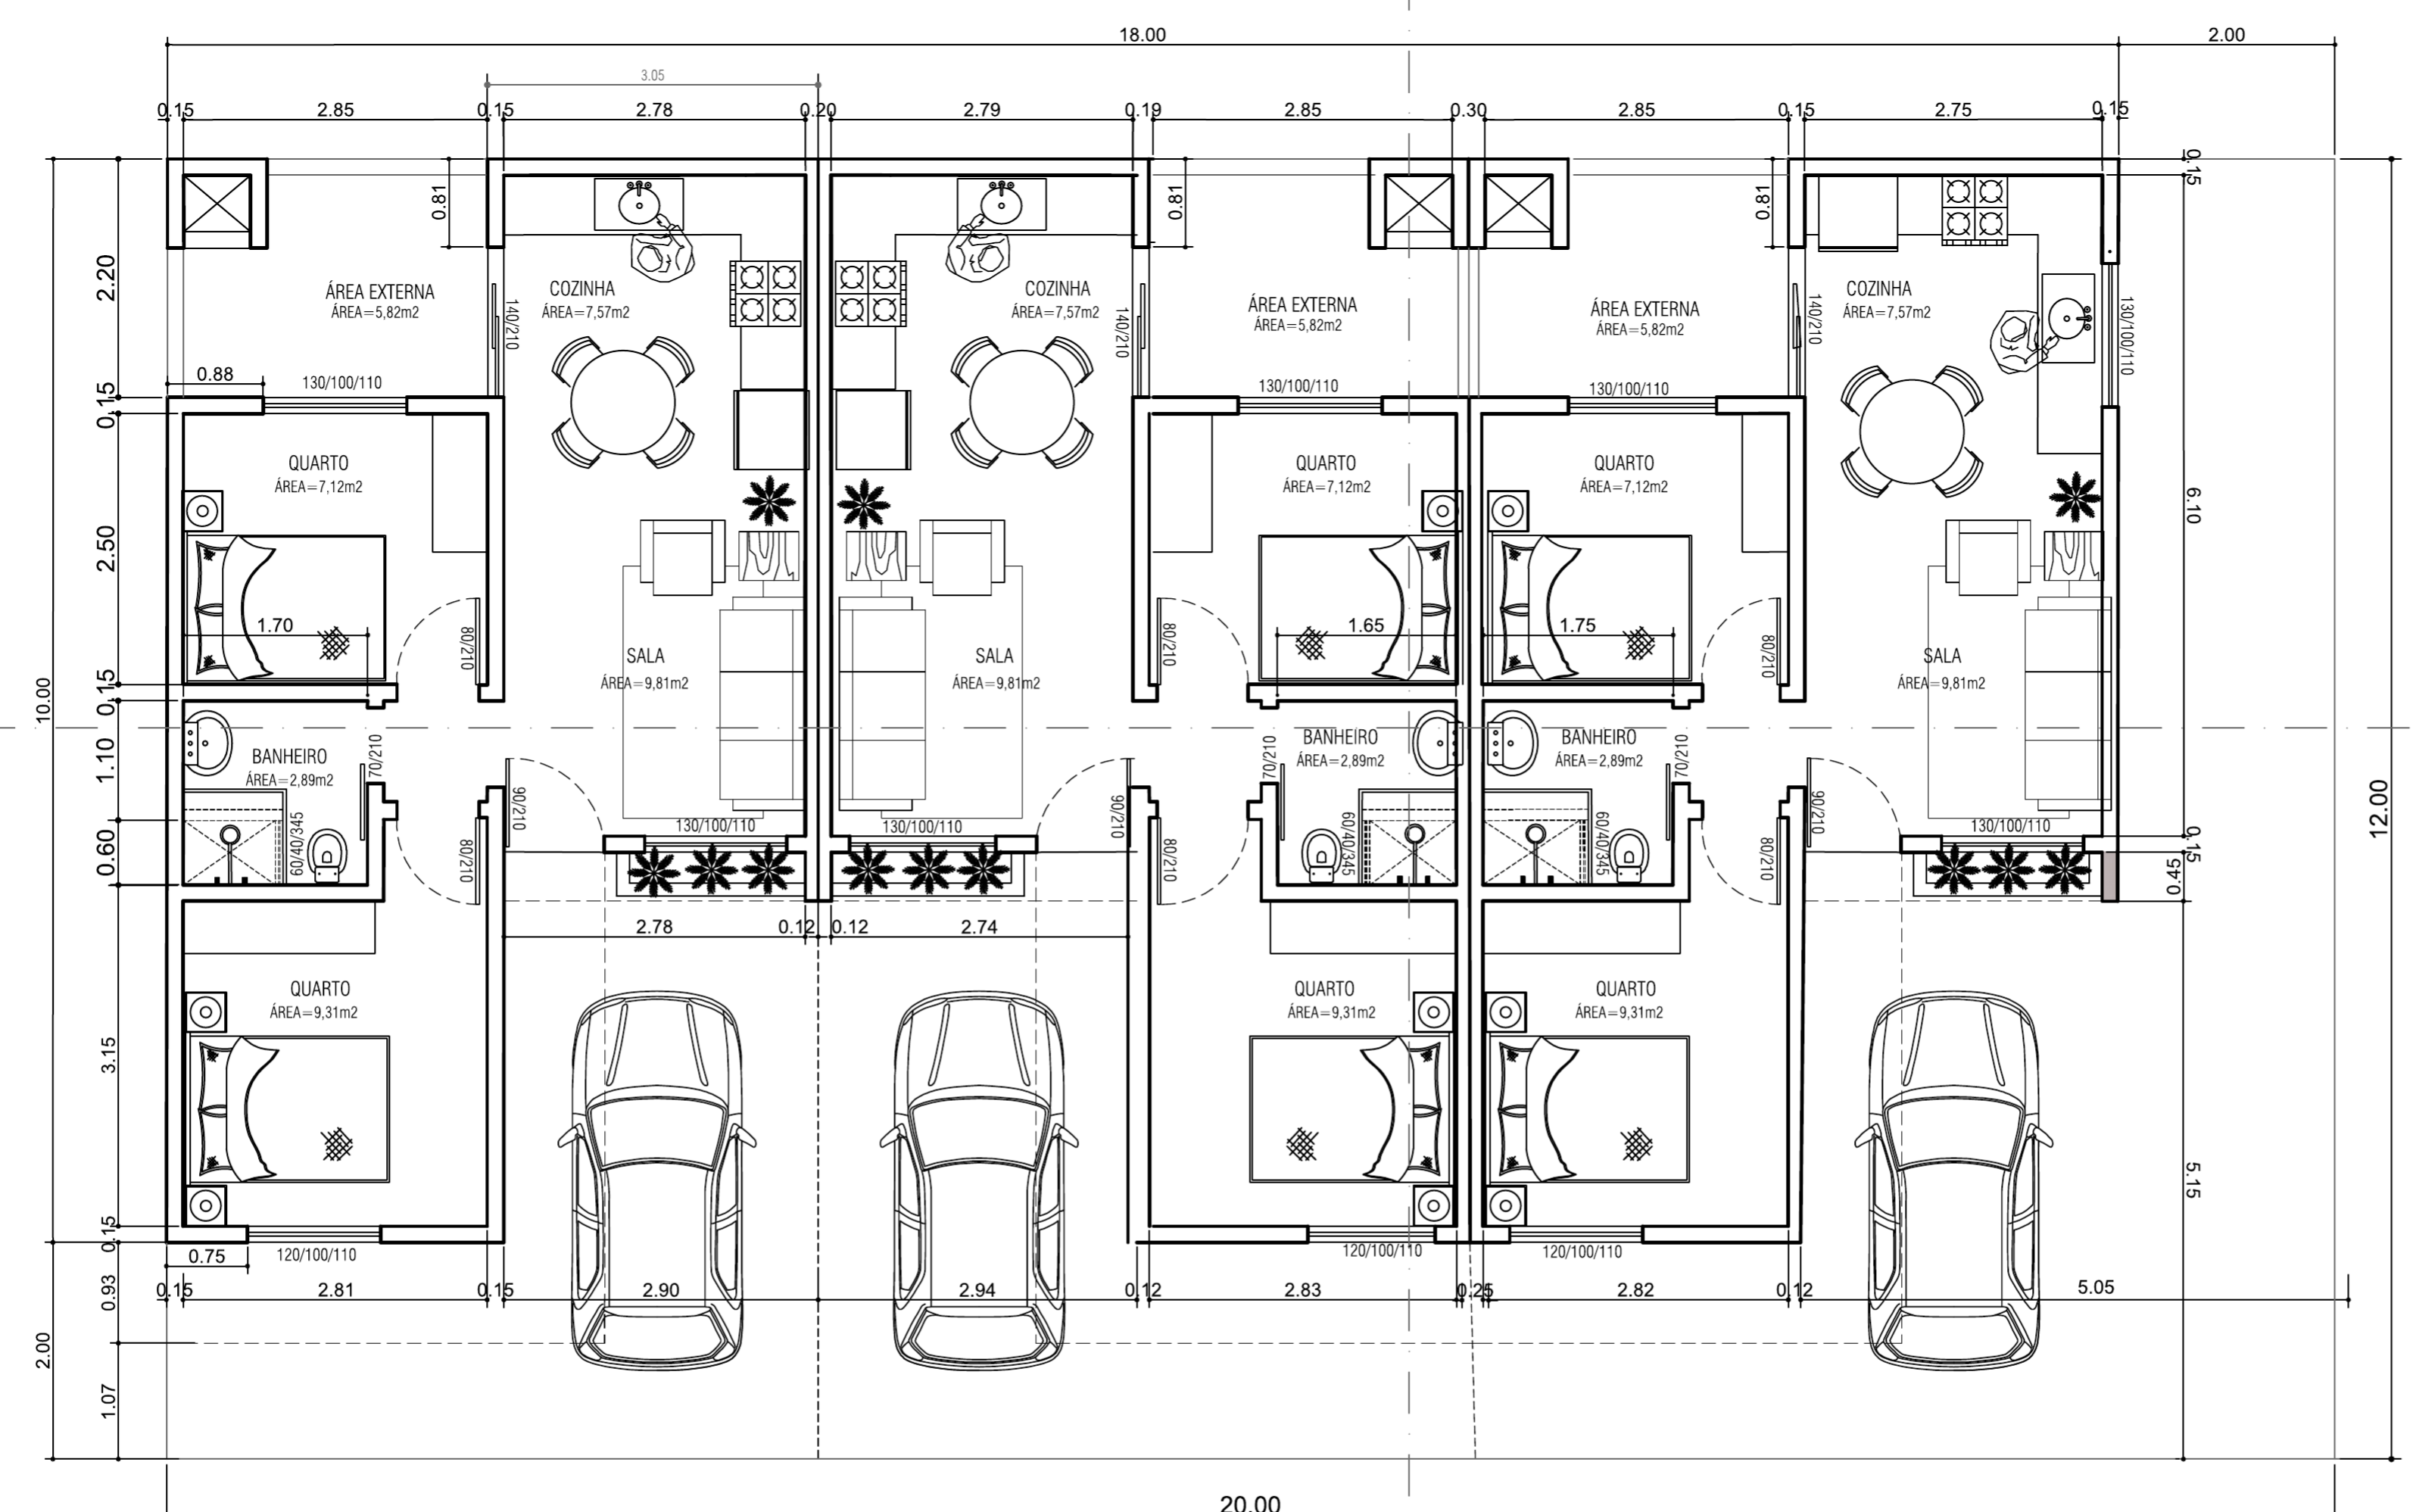 18.00
2.00
3.05
0.15
2.85
0.15
2.78
0.20
2.79
0.19
2.85
0.30
2.85
0.15
2.75
0.15
0.15
0.81
0.81
0.81
2.20
ÁREA EXTERNA
ÁREA=5,82m2
140/210
COZINHA
ÁREA=7,57m2
COZINHA
ÁREA=7,57m2
140/210
ÁREA EXTERNA
ÁREA=5,82m2
ÁREA EXTERNA
ÁREA=5,82m2
140/210
COZINHA
ÁREA=7,57m2
130/100/110
0.88
130/100/110
130/100/110
130/100/110
0.15
QUARTO
ÁREA=7,12m2
QUARTO
ÁREA=7,12m2
QUARTO
ÁREA=7,12m2
6.10
2.50
1.70
80/210
SALA
ÁREA=9,81m2
SALA
ÁREA=9,81m2
80/210
1.65
1.75
80/210
SALA
ÁREA=9,81m2
0.15
10.00
1.10
BANHEIRO
ÁREA=2,89m2
70/210
70/210
BANHEIRO
ÁREA=2,89m2
BANHEIRO
ÁREA=2,89m2
70/210
12.00
90/210
90/210
90/210
0.60
60/40/345
80/210
130/100/110
130/100/110
80/210
60/40/345
60/40/345
80/210
130/100/110
0.15
0.45
2.78
0.12
0.12
2.74
3.15
QUARTO
ÁREA=9,31m2
QUARTO
ÁREA=9,31m2
QUARTO
ÁREA=9,31m2
5.15
0.15
0.75
120/100/110
120/100/110
120/100/110
0.93
0.15
2.81
0.15
2.90
2.94
0.12
2.83
0.25
2.82
0.12
5.05
2.00
1.07
20.00